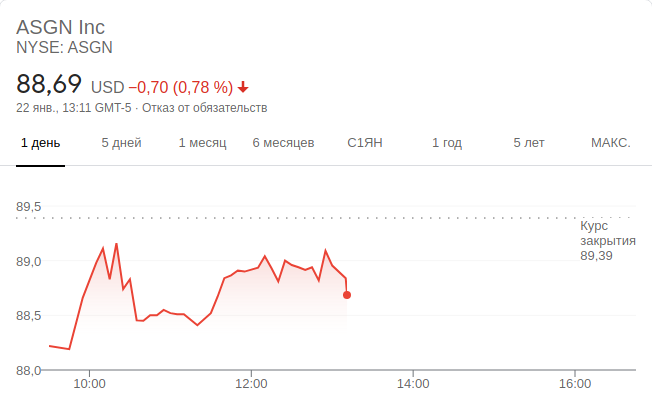 ASGN Inc
NYSE: ASGN
88,69 USD −0,70 (0,78 %)
22 янв., 13:11 GMT-5 · Отказ от обязательств
1 день 5 дней 1 месяц 6 месяцев С1ЯН 1 год 5 лет МАКС.
89,5
Курс
закрытия
89,39
89,0
88,5
88,0
10:00 12:00 14:00 16:00